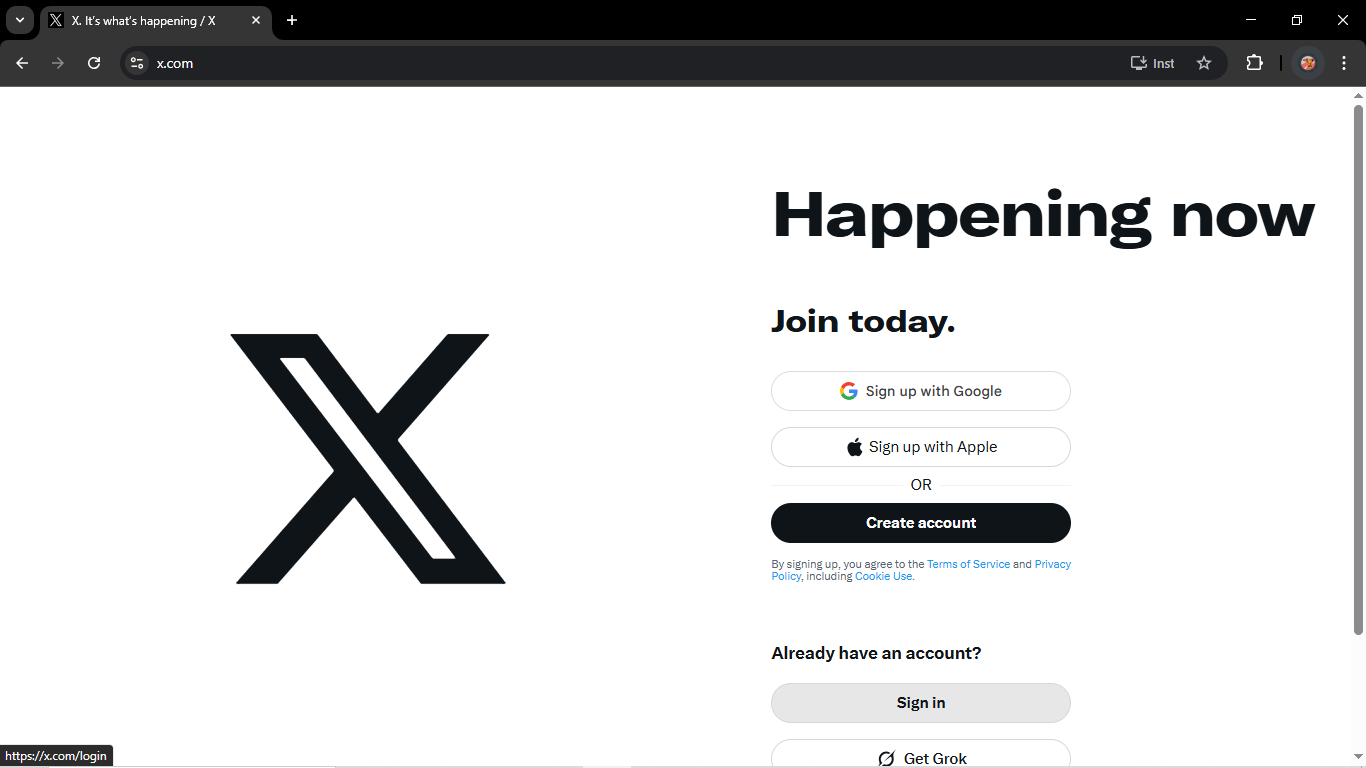 X. It's what's happening / X
x.com
Inst
Happening now
Join today.
Sign up with Google
Sign up with Apple
OR
Create account
By signing up, you agree to the Terms of Service and Privacy
Policy, including Cookie Use.
Already have an account?
Sign in
Get Grok
https://x.com/login